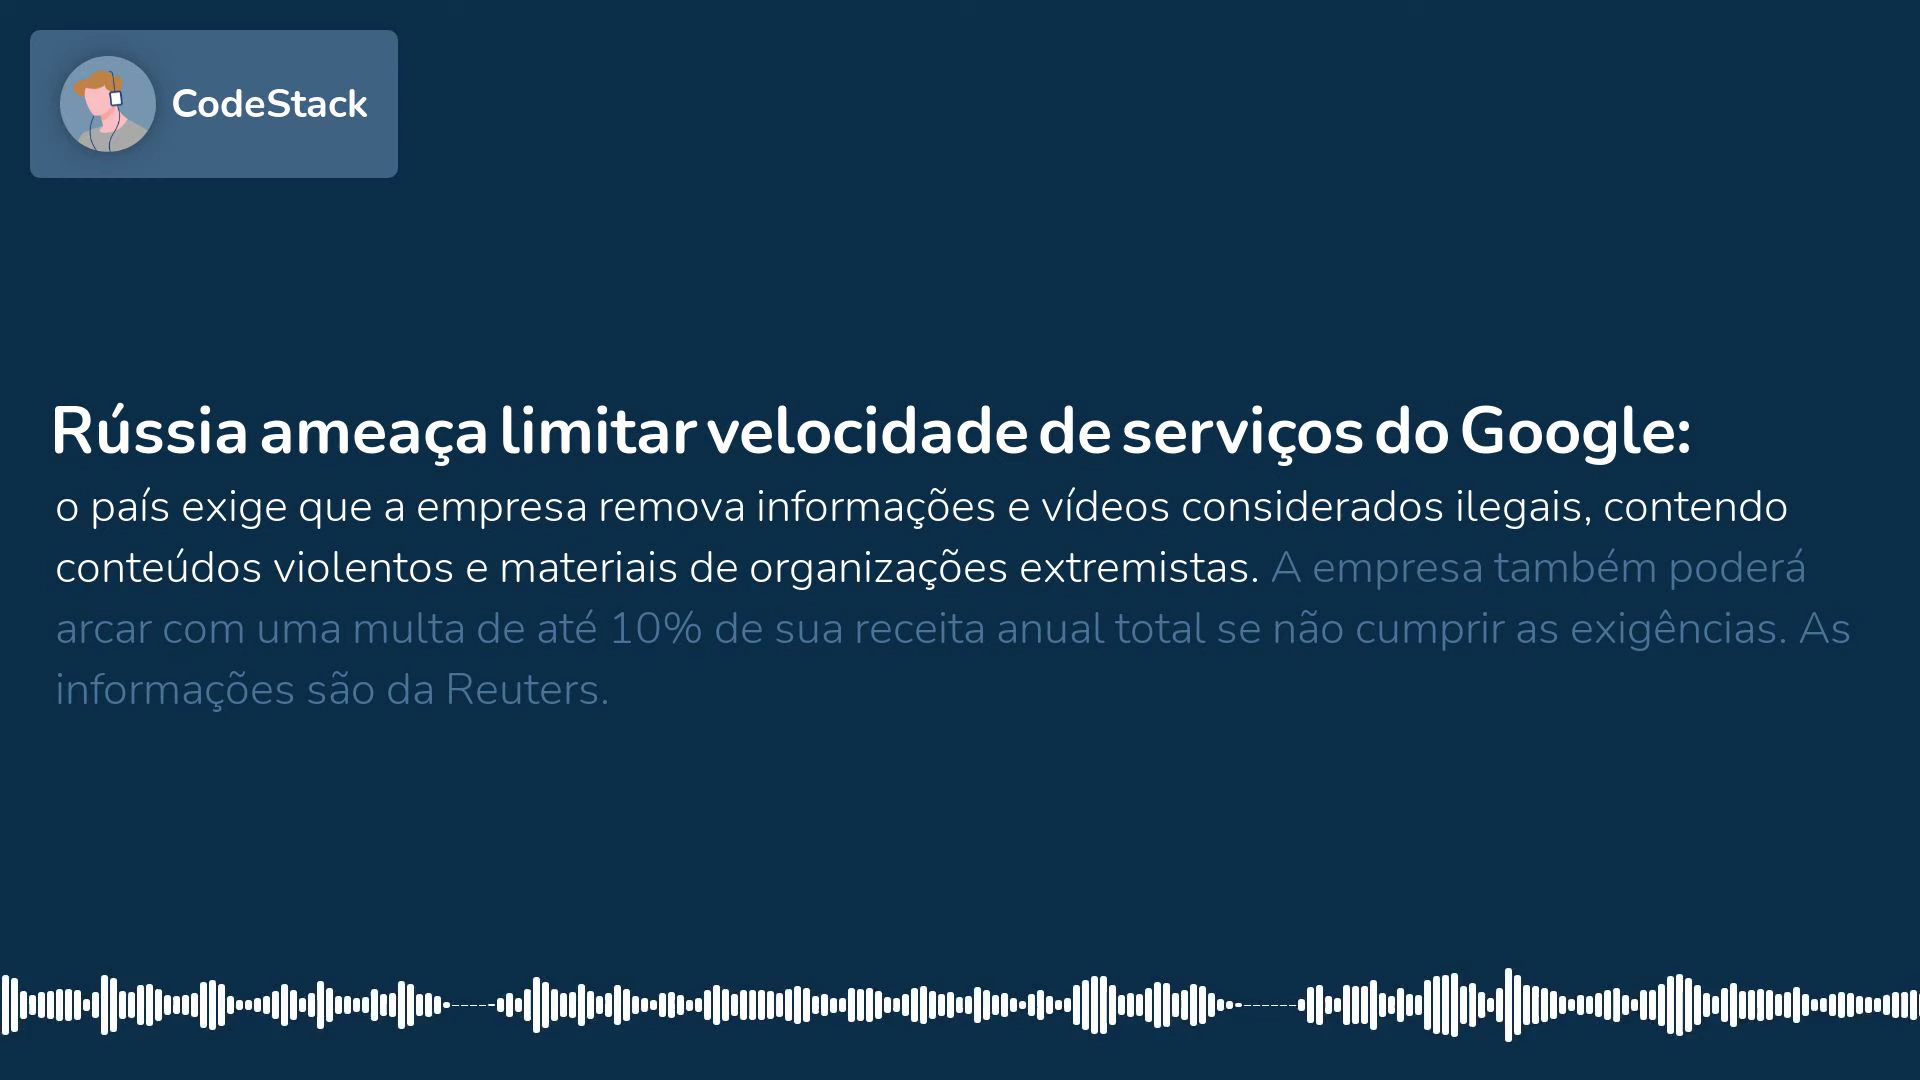 CodeStack
Rússia ameaça limitar velocidade de serviços do Google:
o país exige que a empresa remova informações e vídeos considerados ilegais, contendo
conteúdos violentos e materiais de organizações extremistas. A empresa também poderá
arcar com uma multa de até 10% de sua receita anual total se não cumprir as exigências. As
informações são da Reuters.